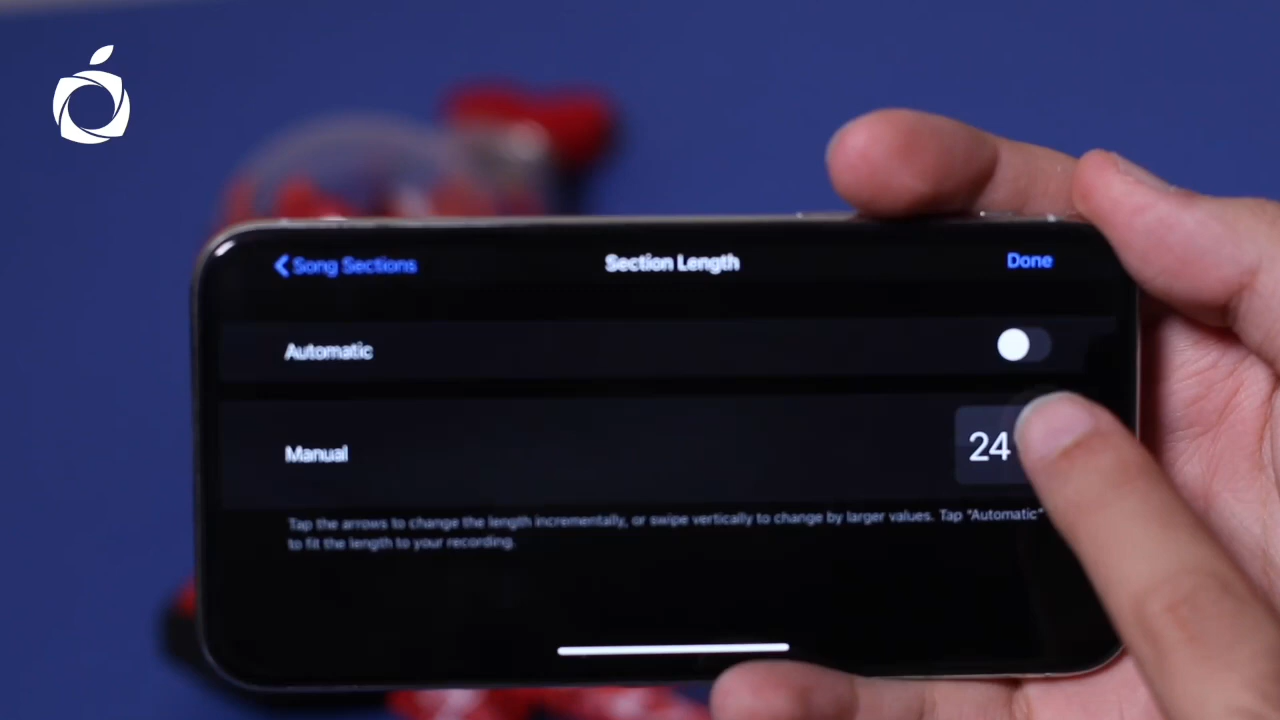 Song Sections
Section Length
Done
Automatic
Manual
24
Tap the arrows to change the length incrementally, or swipe vertically to change by larger values. Tap "Automatic"
to fit the length to your recording.